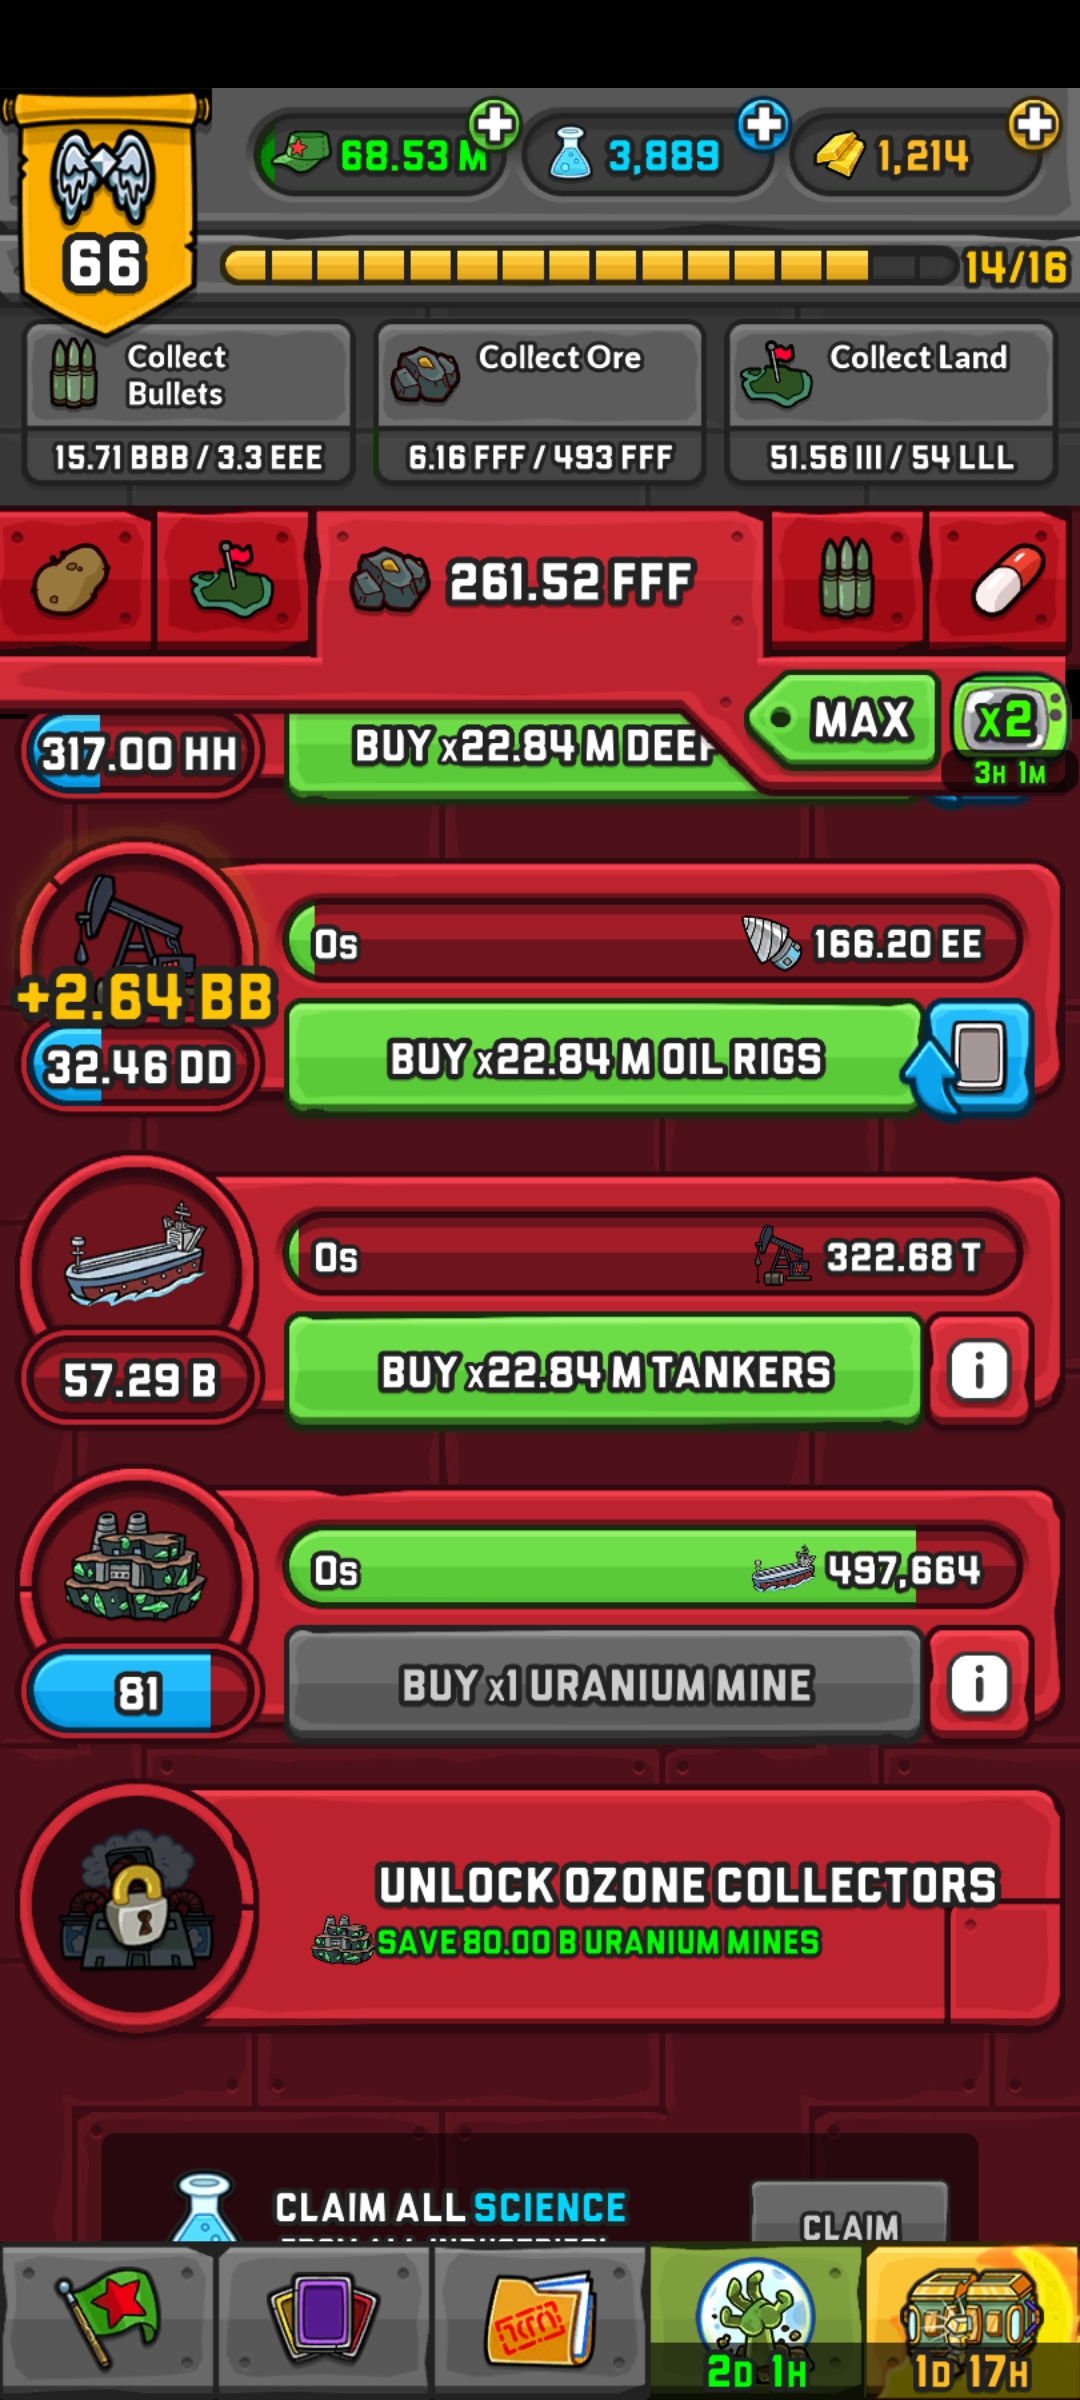 68.53 M
3,889
1,214
66
14/16
Collect
Bullets
Collect Ore
Collect Land
15.71 BBB / 3.3 EEE
6.16 FFF / 493 FFF
51.56 III / 54 LLL
261.52 FFF
MAX
x2
3H 1M
317.00 HH
BUY x22.84 M DEEP
0s
166.20 EE
+2.64 BB
32.46 DD
BUY x22.84 M OIL RIGS
0s
322.68 T
57.29 B
BUY x22.84 M TANKERS
i
0s
497,664
81
BUY x1 URANIUM MINE
i
UNLOCK OZONE COLLECTORS
SAVE 80.00 B URANIUM MINES
CLAIM ALL SCIENCE
FROM ALL INDUSTRIES!
CLAIM
2D 1H
1D 17H